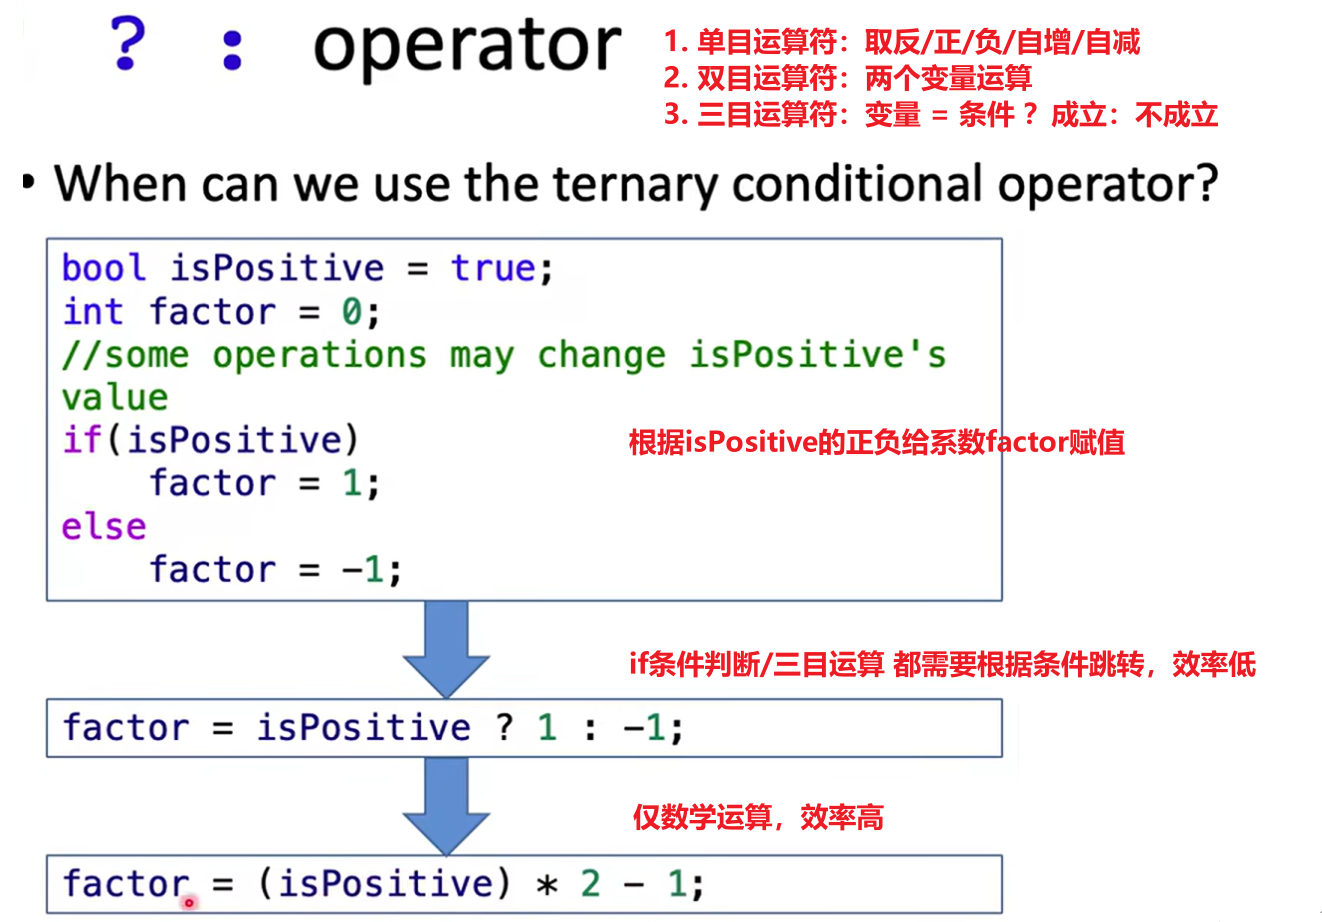 ? : operator
1. 单目运算符：取反/正/负/自增/自减
2. 双目运算符：两个变量运算
3. 三目运算符：变量 = 条件 ？成立：不成立
• When can we use the ternary conditional operator?
bool isPositive = true;
int factor = 0;
//some operations may change isPositive's
value
if(isPositive)
根据isPositive的正负给系数factor赋值
    factor = 1;
else
    factor = -1;
if条件判断/三目运算 都需要根据条件跳转，效率低
factor = isPositive ? 1 : -1;
仅数学运算，效率高
factor = (isPositive) * 2 - 1;